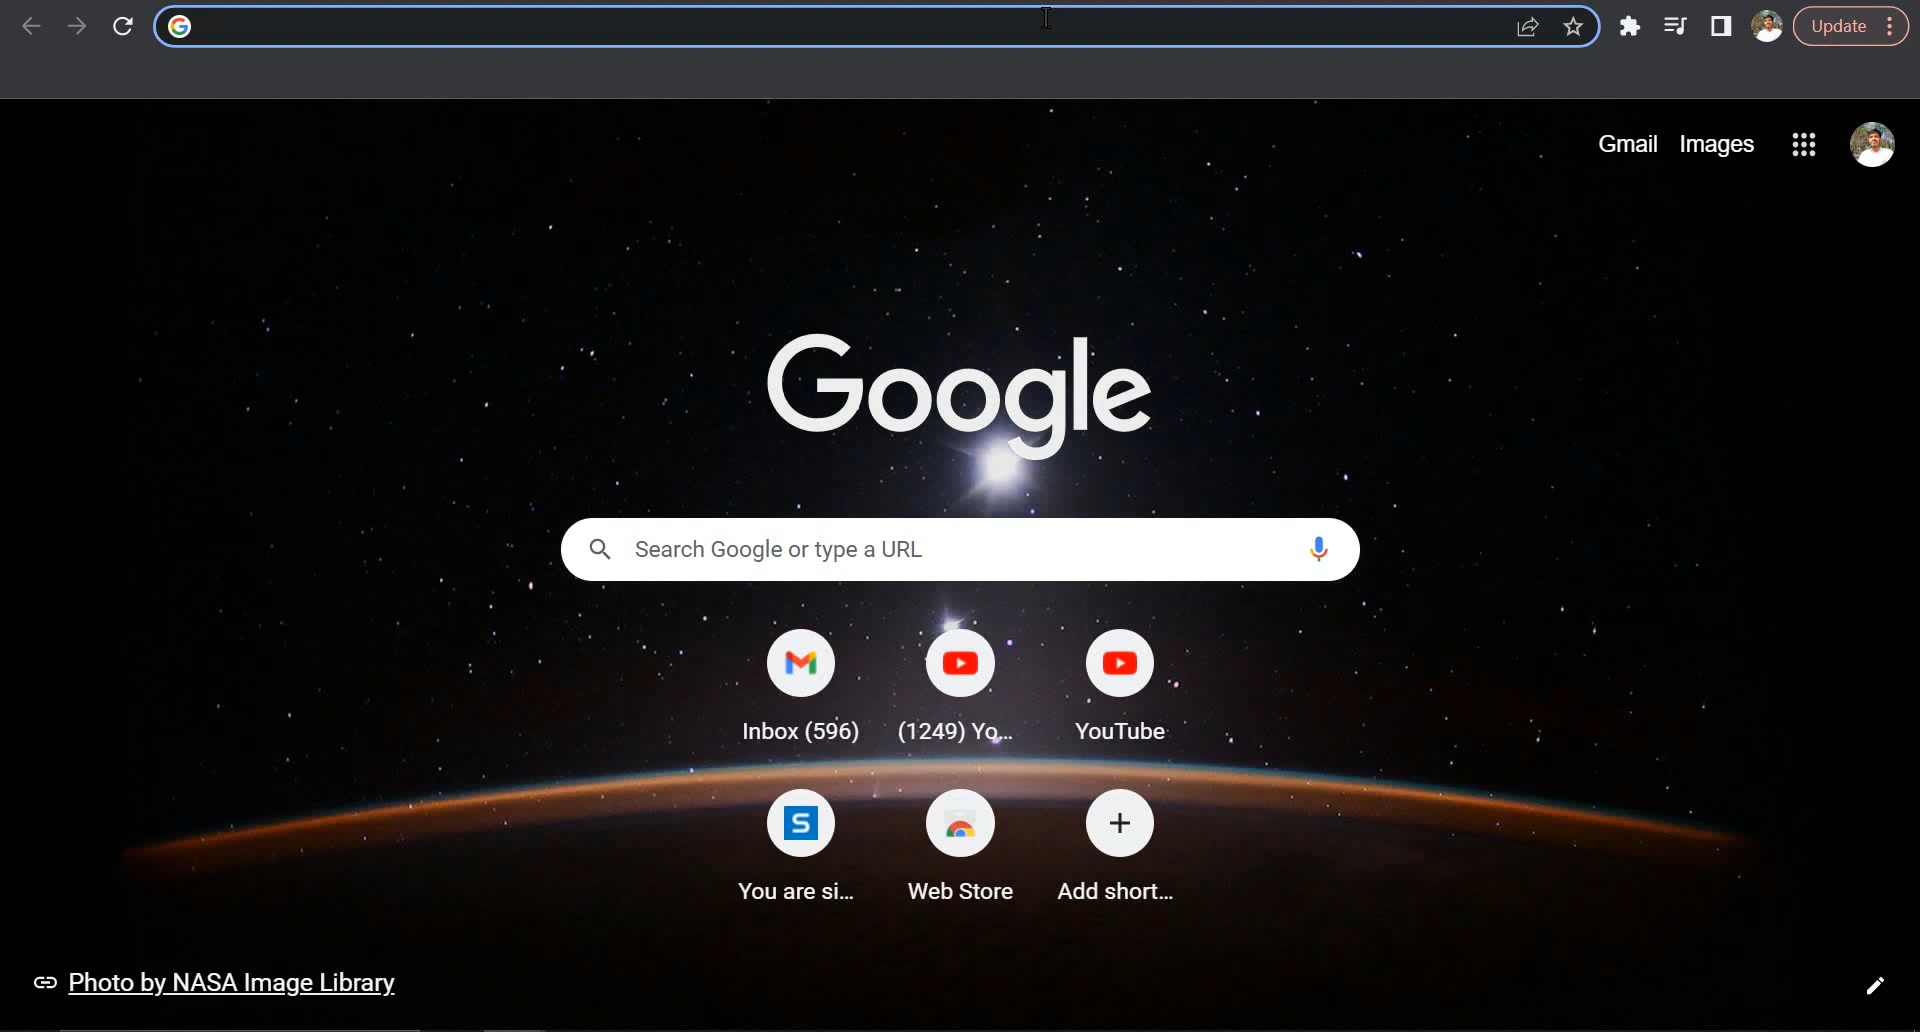 Update
Gmail Images
Google
Search Google or type a URL
Inbox (596)
(1249) Yo...
YouTube
S
You are si...
Web Store
Add short...
Photo by NASA Image Library